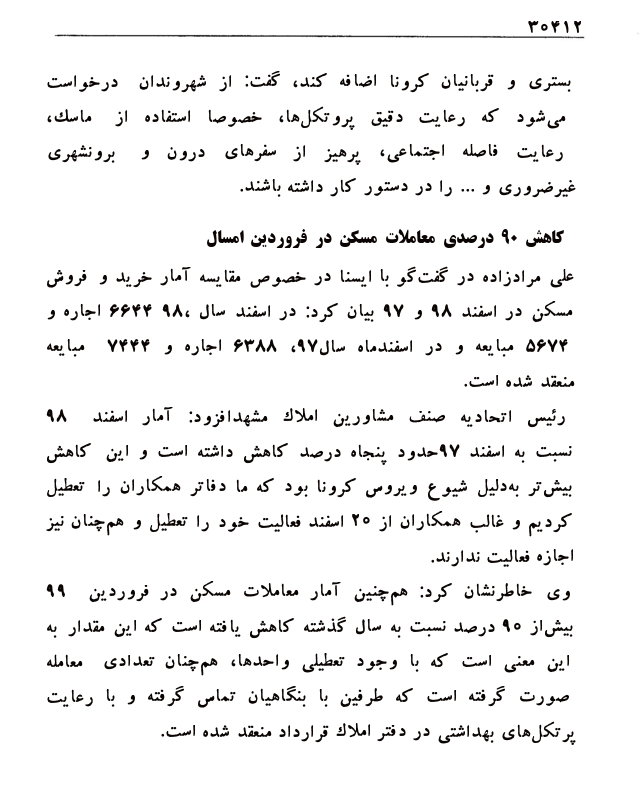 ۳۰۴۱۲
بستری و قربانیان کرونا اضافه کند، گفت: از شهروندان درخواست
می‌شود که رعایت دقیق پروتکل‌ها، خصوصا استفاده از ماسک،
رعایت فاصله اجتماعی، پرهیز از سفرهای درون و برونشهری
غیرضروری و ... را در دستور کار داشته باشند.
کاهش ۹۰ درصدی معاملات مسکن در فروردین امسال
علی مرادزاده در گفت‌گو با ایسنا در خصوص مقایسه آمار خرید و فروش
مسکن در اسفند ۹۸ و ۹۷ بیان کرد: در اسفند سال ،۹۸ ۶۶۴۴ اجاره و
۵۶۷۴ مبایعه و در اسفندماه سال۹۷، ۶۳۸۸ اجاره و ۷۴۴۴ مبایعه
منعقد شده است.
رئیس اتحادیه صنف مشاورین املاک مشهدافزود: آمار اسفند ۹۸
نسبت به اسفند ۹۷حدود پنجاه درصد کاهش داشته است و این کاهش
بیش‌تر به‌دلیل شیوع ویروس کرونا بود که ما دفاتر همکاران را تعطیل
کردیم و غالب همکاران از ۲۵ اسفند فعالیت خود را تعطیل و هم‌چنان نیز
اجازه فعالیت ندارند.
وی خاطرنشان کرد: هم‌چنین آمار معاملات مسکن در فروردین ۹۹
بیش‌از ۹۵ درصد نسبت به سال گذشته کاهش یافته است که این مقدار به
این معنی است که با وجود تعطیلی واحدها، هم‌چنان تعدادی معامله
صورت گرفته است که طرفین با بنگاهیان تماس گرفته و با رعایت
پرتکل‌های بهداشتی در دفتر املاک قرارداد منعقد شده است.